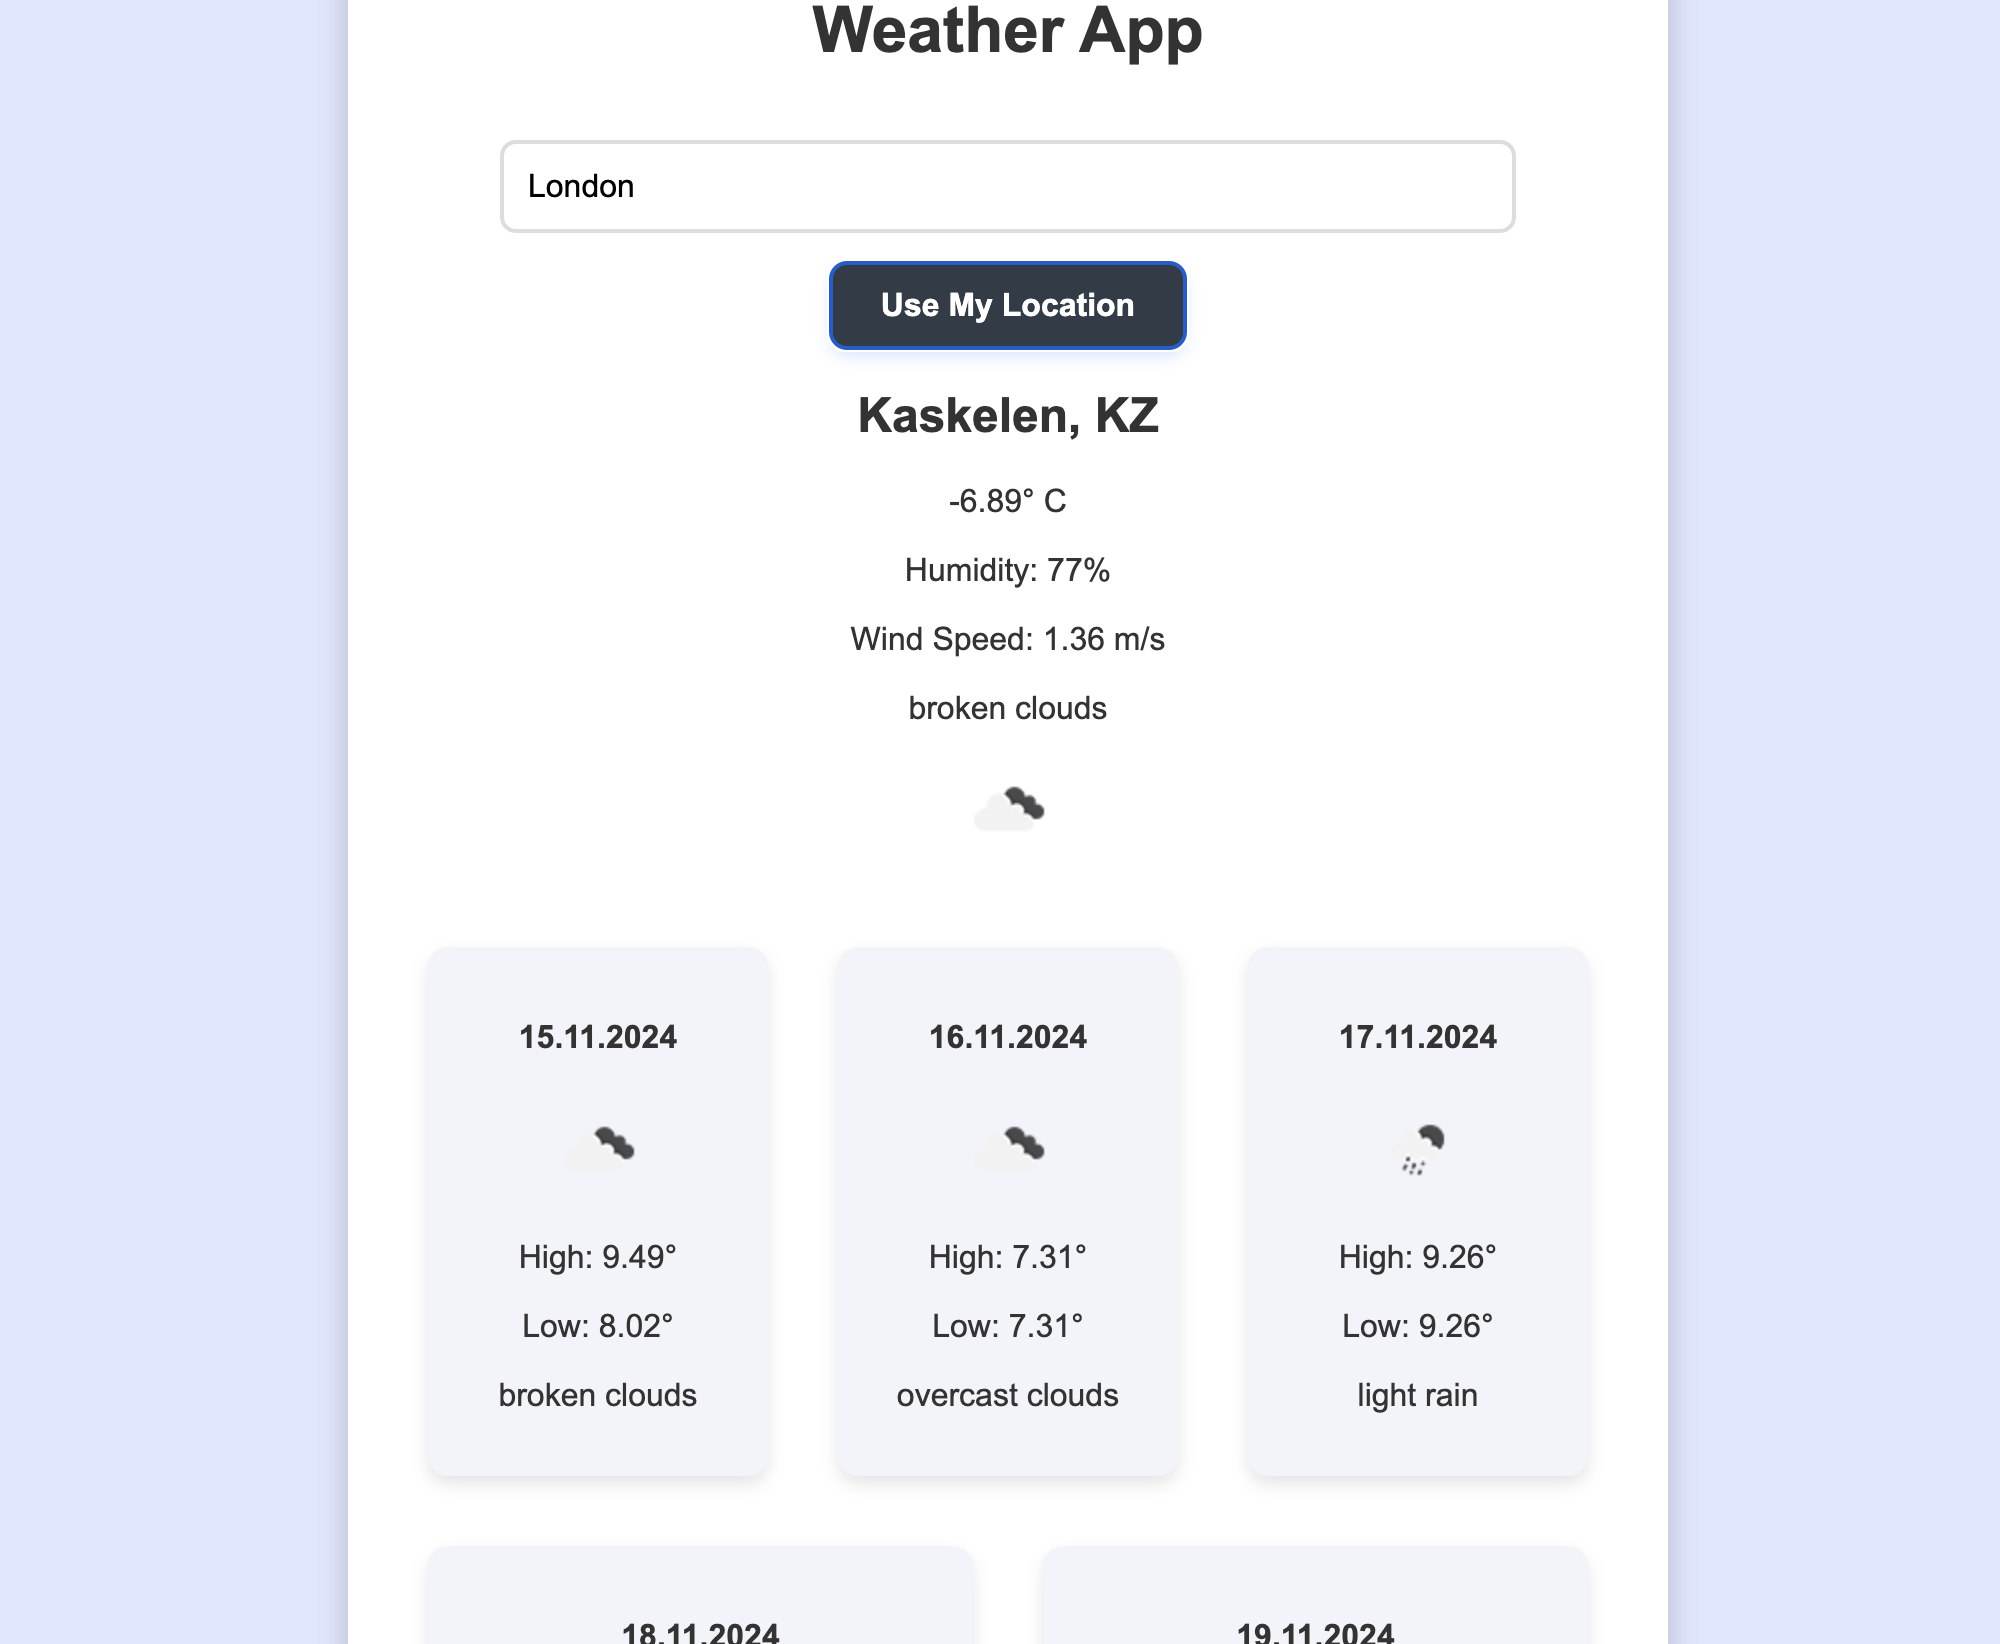 Weather App
London
Use My Location
Kaskelen, KZ
-6.89° C
Humidity: 77%
Wind Speed: 1.36 m/s
broken clouds
15.11.2024
High: 9.49°
Low: 8.02°
broken clouds
16.11.2024
High: 7.31°
Low: 7.31°
overcast clouds
17.11.2024
High: 9.26°
Low: 9.26°
light rain
18.11.2024
19.11.2024